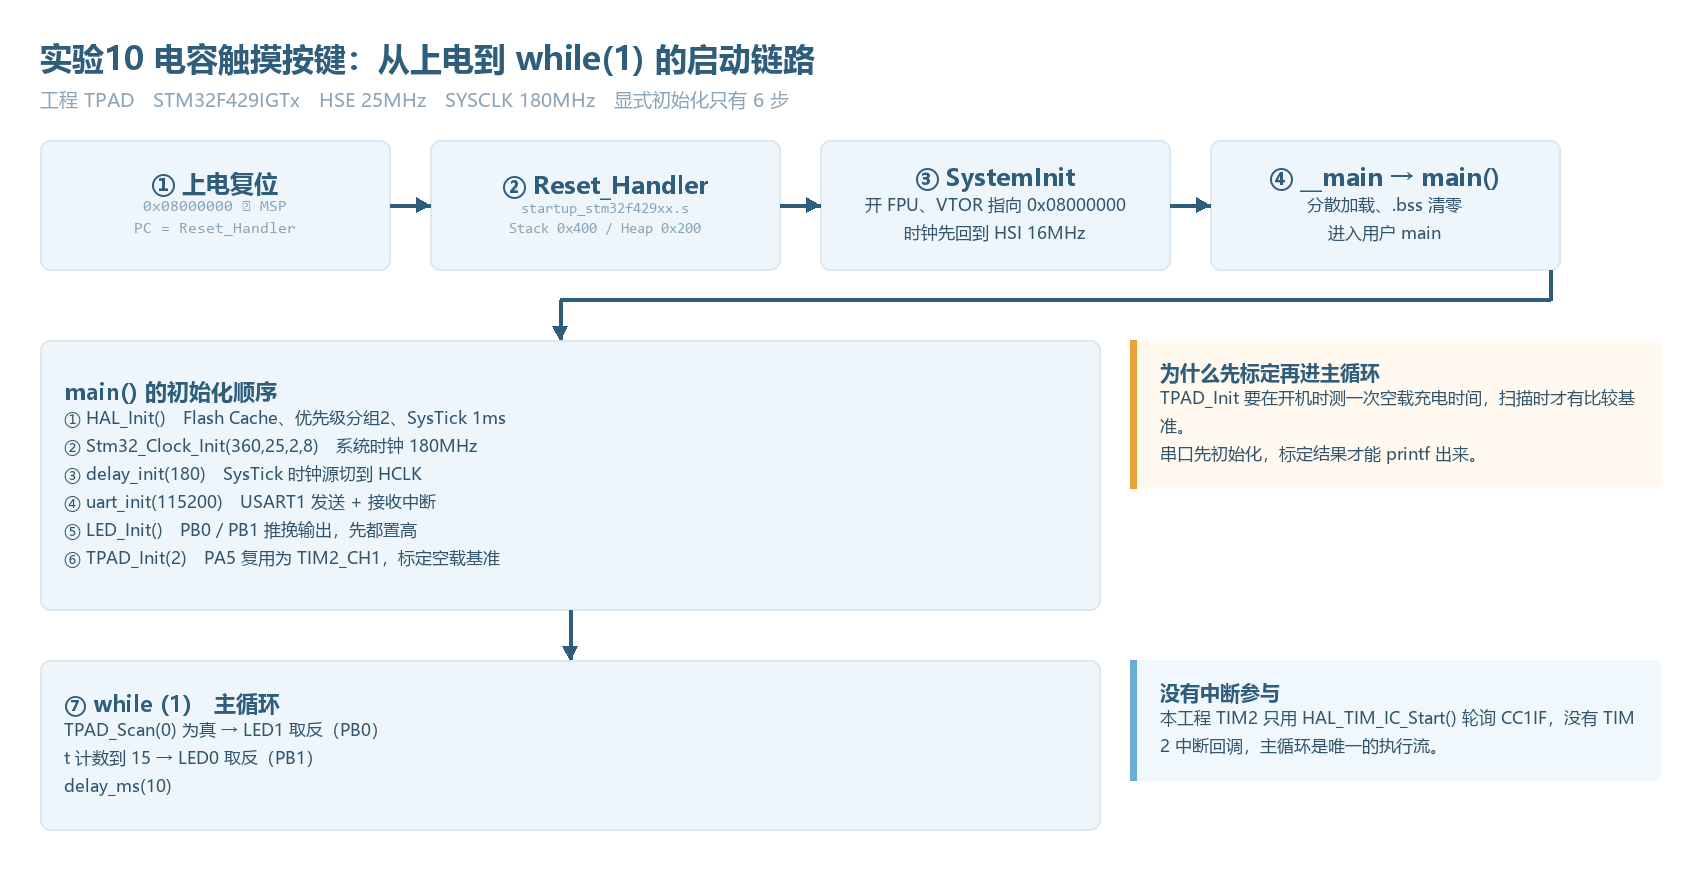 实验10 电容触摸按键：从上电到 while(1) 的启动链路
工程 TPAD STM32F429IGTx HSE 25MHz SYSCLK 180MHz 显式初始化只有 6 步
① 上电复位
0x08000000 MSP
PC = Reset_Handler
② Reset_Handler
startup_stm32f429xx.s
Stack 0x400 / Heap 0x200
③ SystemInit
开 FPU、VTOR 指向 0x08000000
时钟先回到 HSI 16MHz
④ __main → main()
分散加载、.bss 清零
进入用户 main
main() 的初始化顺序
① HAL_Init() Flash Cache、优先级分组2、SysTick 1ms
② Stm32_Clock_Init(360,25,2,8) 系统时钟 180MHz
③ delay_init(180) SysTick 时钟源切到 HCLK
④ uart_init(115200) USART1 发送 + 接收中断
⑤ LED_Init() PB0 / PB1 推挽输出，先都置高
⑥ TPAD_Init(2) PA5 复用为 TIM2_CH1，标定空载基准
为什么先标定再进主循环
TPAD_Init 要在开机时测一次空载充电时间，扫描时才有比较基
准。
串口先初始化，标定结果才能 printf 出来。
⑦ while (1) 主循环
TPAD_Scan(0) 为真 → LED1 取反（PB0）
t 计数到 15 → LED0 取反（PB1）
delay_ms(10)
没有中断参与
本工程 TIM2 只用 HAL_TIM_IC_Start() 轮询 CC1IF，没有 TIM
2 中断回调，主循环是唯一的执行流。